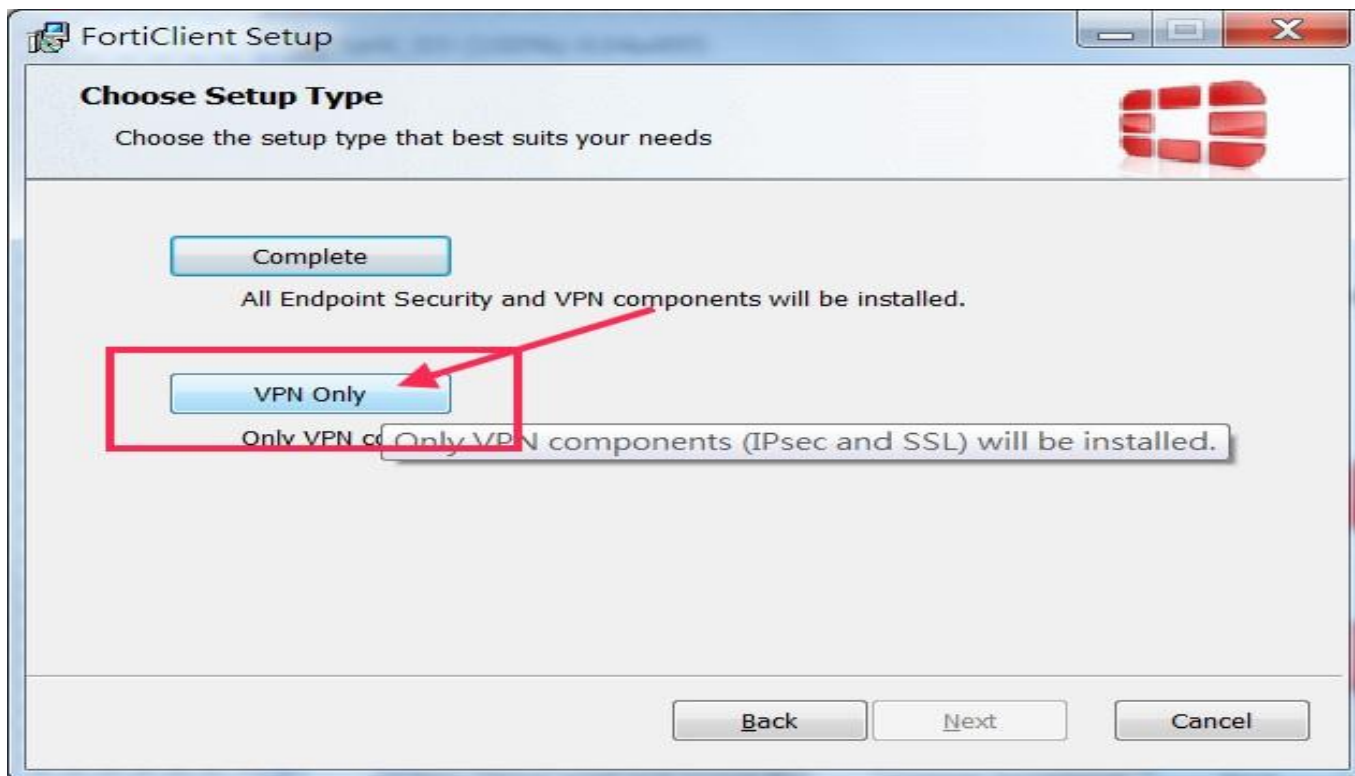 FortiClient Setup
Choose Setup Type
Choose the setup type that best suits your needs
Complete
All Endpoint Security and VPN components will be installed.
VPN Only
Only VPN
Only VPN components (IPsec and SSL) will be installed.
Back
Next
Cancel